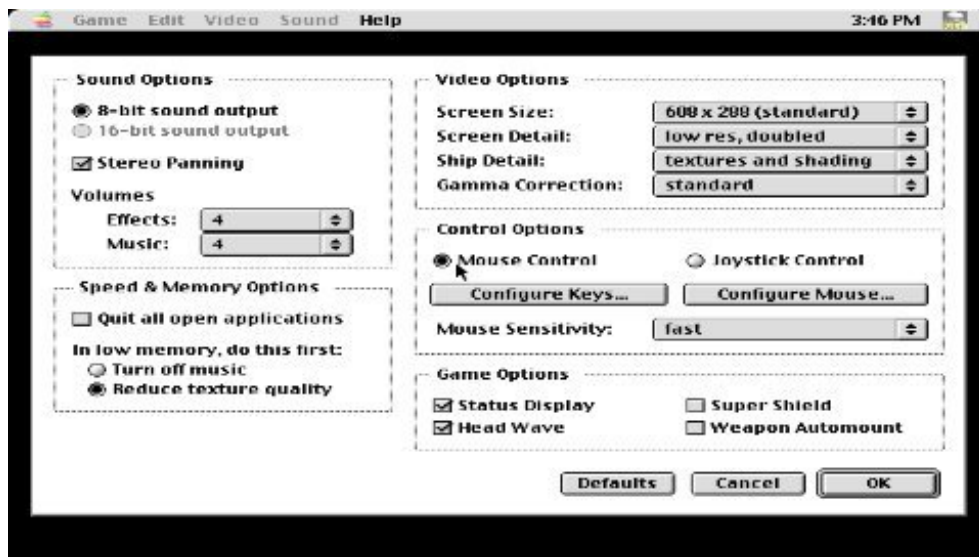 Game Edit Video Sound Help 3:46 PM
Sound Options
8-bit sound output
16-bit sound output
Stereo Panning
Volumes
Effects: 4
Music: 4
Speed & Memory Options
Quit all open applications
In low memory, do this first:
Turn off music
Reduce texture quality
Video Options
Screen Size: 608 x 288 (standard)
Screen Detail: low res, doubled
Ship Detail: textures and shading
Gamma Correction: standard
Control Options
Mouse Control Joystick Control
Configure Keys... Configure Mouse...
Mouse Sensitivity: fast
Game Options
Status Display Super Shield
Head Wave Weapon Automount
Defaults Cancel OK